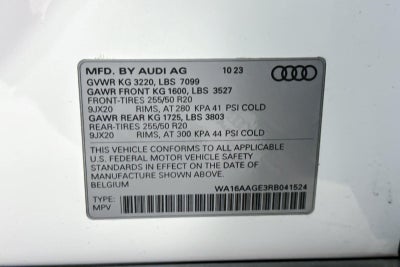 MFD. BY AUDI AG 10 23
GVWR KG 3220, LBS 7099
GAWR FRONT KG 1600, LBS 3527
FRONT-TIRES 255/50 R20
9JX20 RIMS, AT 280 KPA 41 PSI COLD
GAWR REAR KG 1725, LBS 3803
REAR-TIRES 255/50 R20
9JX20 RIMS, AT 300 KPA 44 PSI COLD
THIS VEHICLE CONFORMS TO ALL APPLICABLE
U.S. FEDERAL MOTOR VEHICLE SAFETY
STANDARDS IN EFFECT ON THE DATE OF
MANUFACTURE SHOWN ABOVE.
BELGIUM WA16AAGE3RB041524
TYPE:
MPV